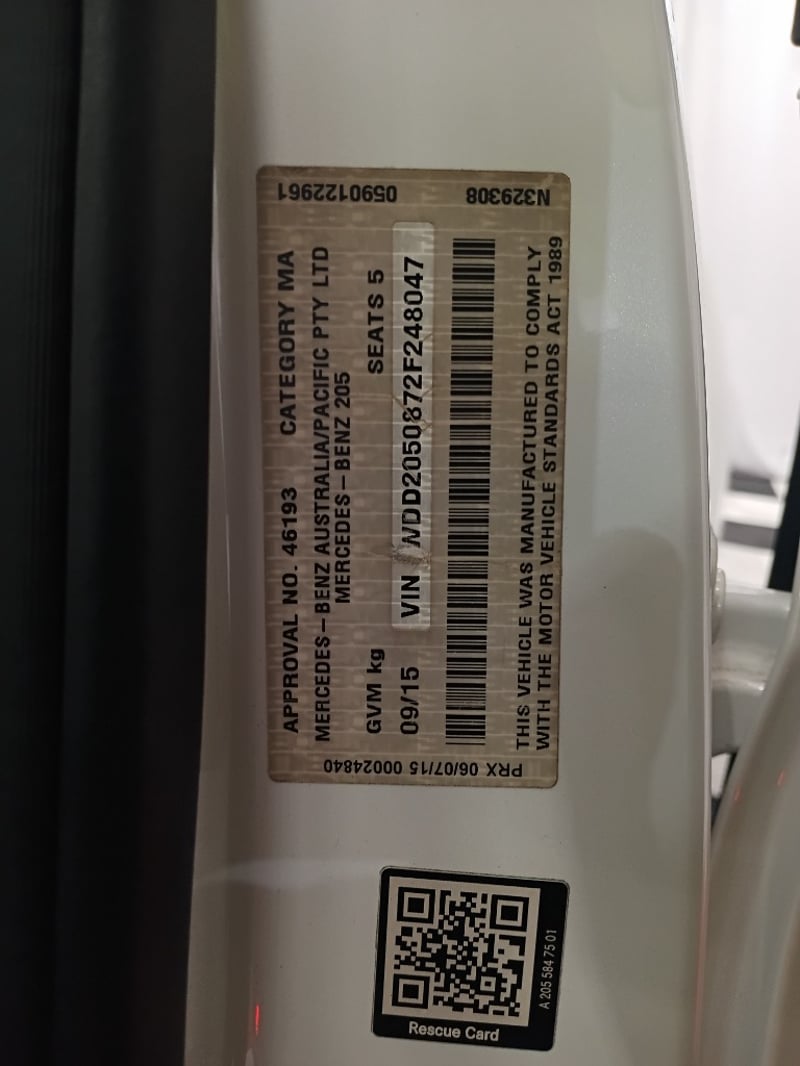 0590122961
N329308
APPROVAL NO. 46193 CATEGORY MA
MERCEDES-BENZ AUSTRALIA/PACIFIC PTY LTD
MERCEDES-BENZ 205
GVM kg SEATS 5
09/15 VIN WDD2050872F248047
THIS VEHICLE WAS MANUFACTURED TO COMPLY
WITH THE MOTOR VEHICLE STANDARDS ACT 1989
PRX 06/07/15 00024840
Rescue Card
A 205 584 75 01